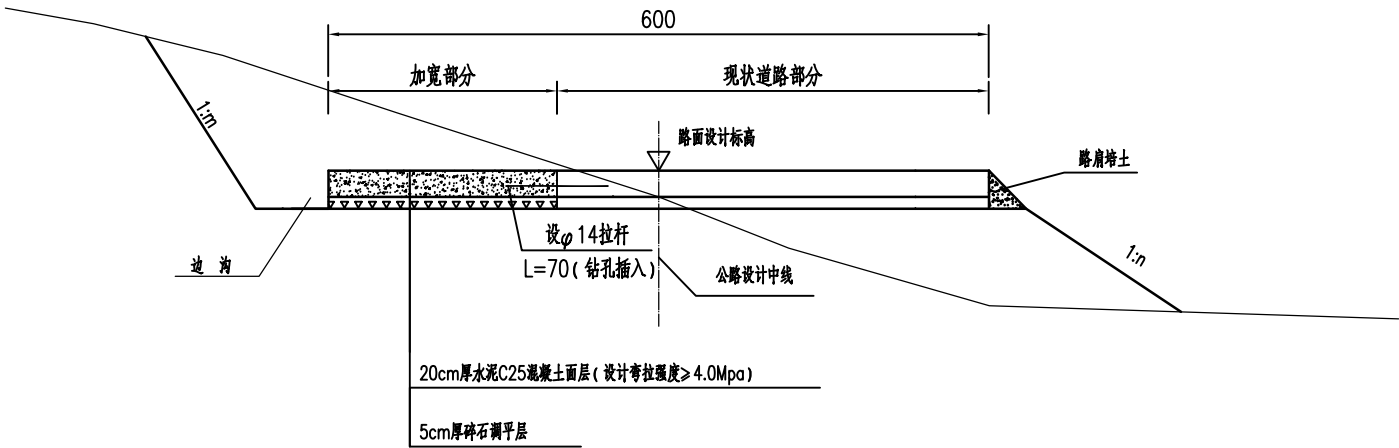 600
加宽部分
现状道路部分
1:m
路面设计标高
路肩培土
设φ14拉杆
L=70(钻孔插入)
边 沟
公路设计中线
1:n
20cm厚水泥C25混凝土面层(设计弯拉强度≥4.0Mpa)
5cm厚碎石调平层